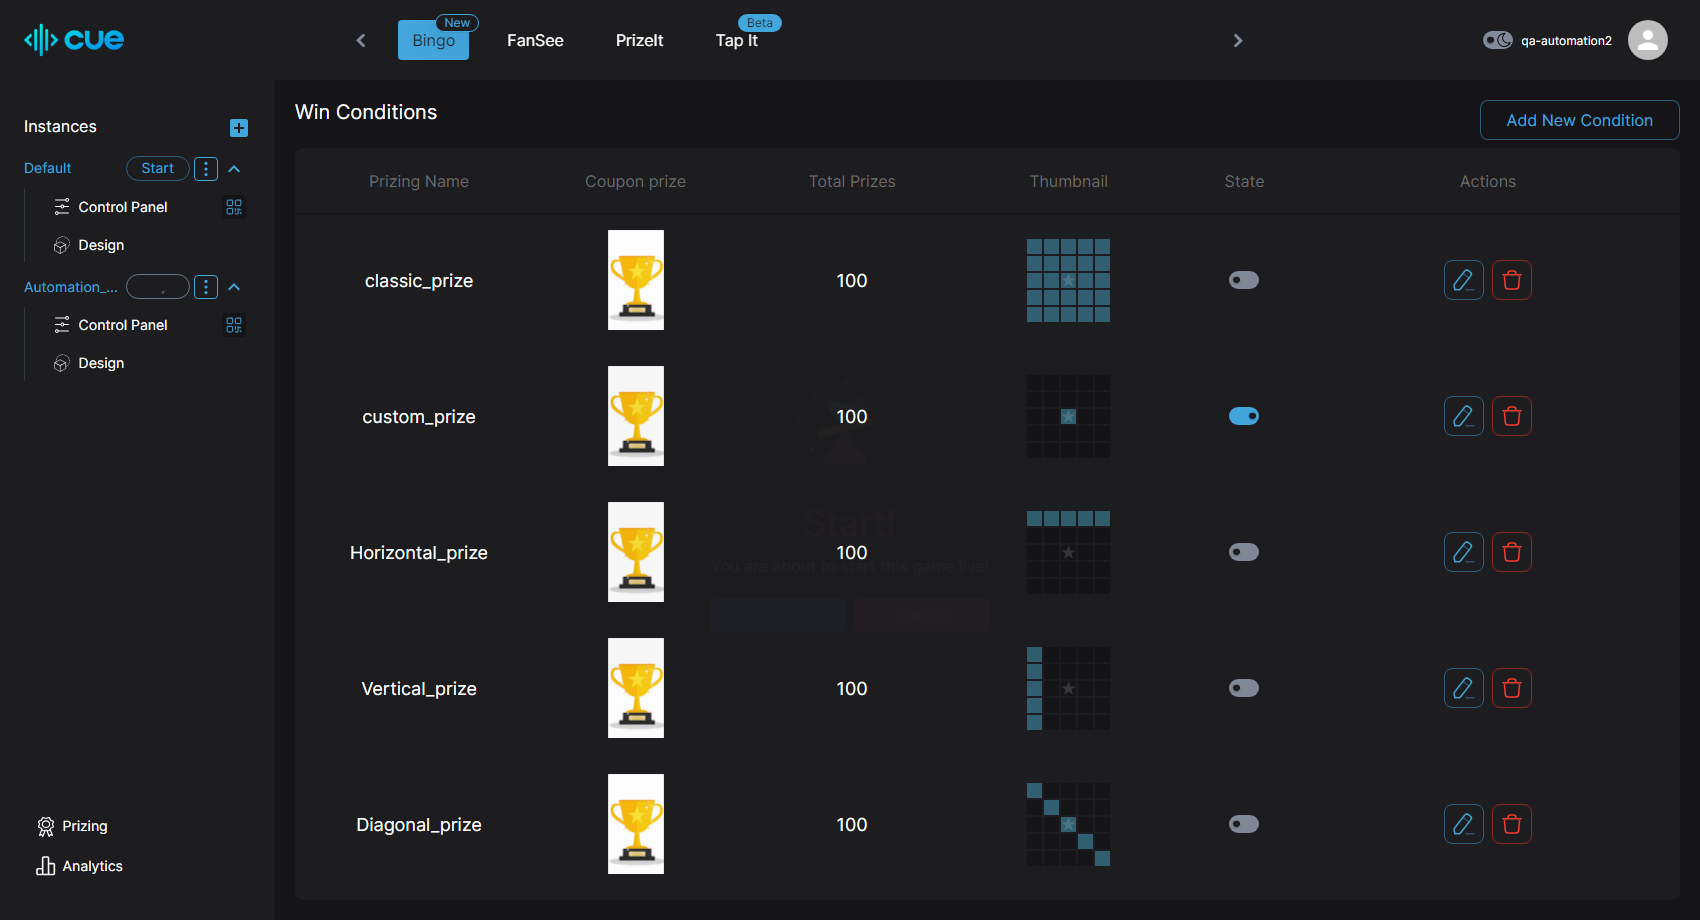 cue
Bingo
New
FanSee
PrizeIt
Tap It
Beta
qa-automation2
Instances
Default
Start
Control Panel
Design
Automation_...
Control Panel
Design
Prizing
Analytics
Win Conditions
Add New Condition
Prizing Name Coupon prize Total Prizes Thumbnail State Actions
classic_prize 100
custom_prize 100
Start!
Horizontal_prize 100
You are about to start this game live!
Vertical_prize 100
Diagonal_prize 100